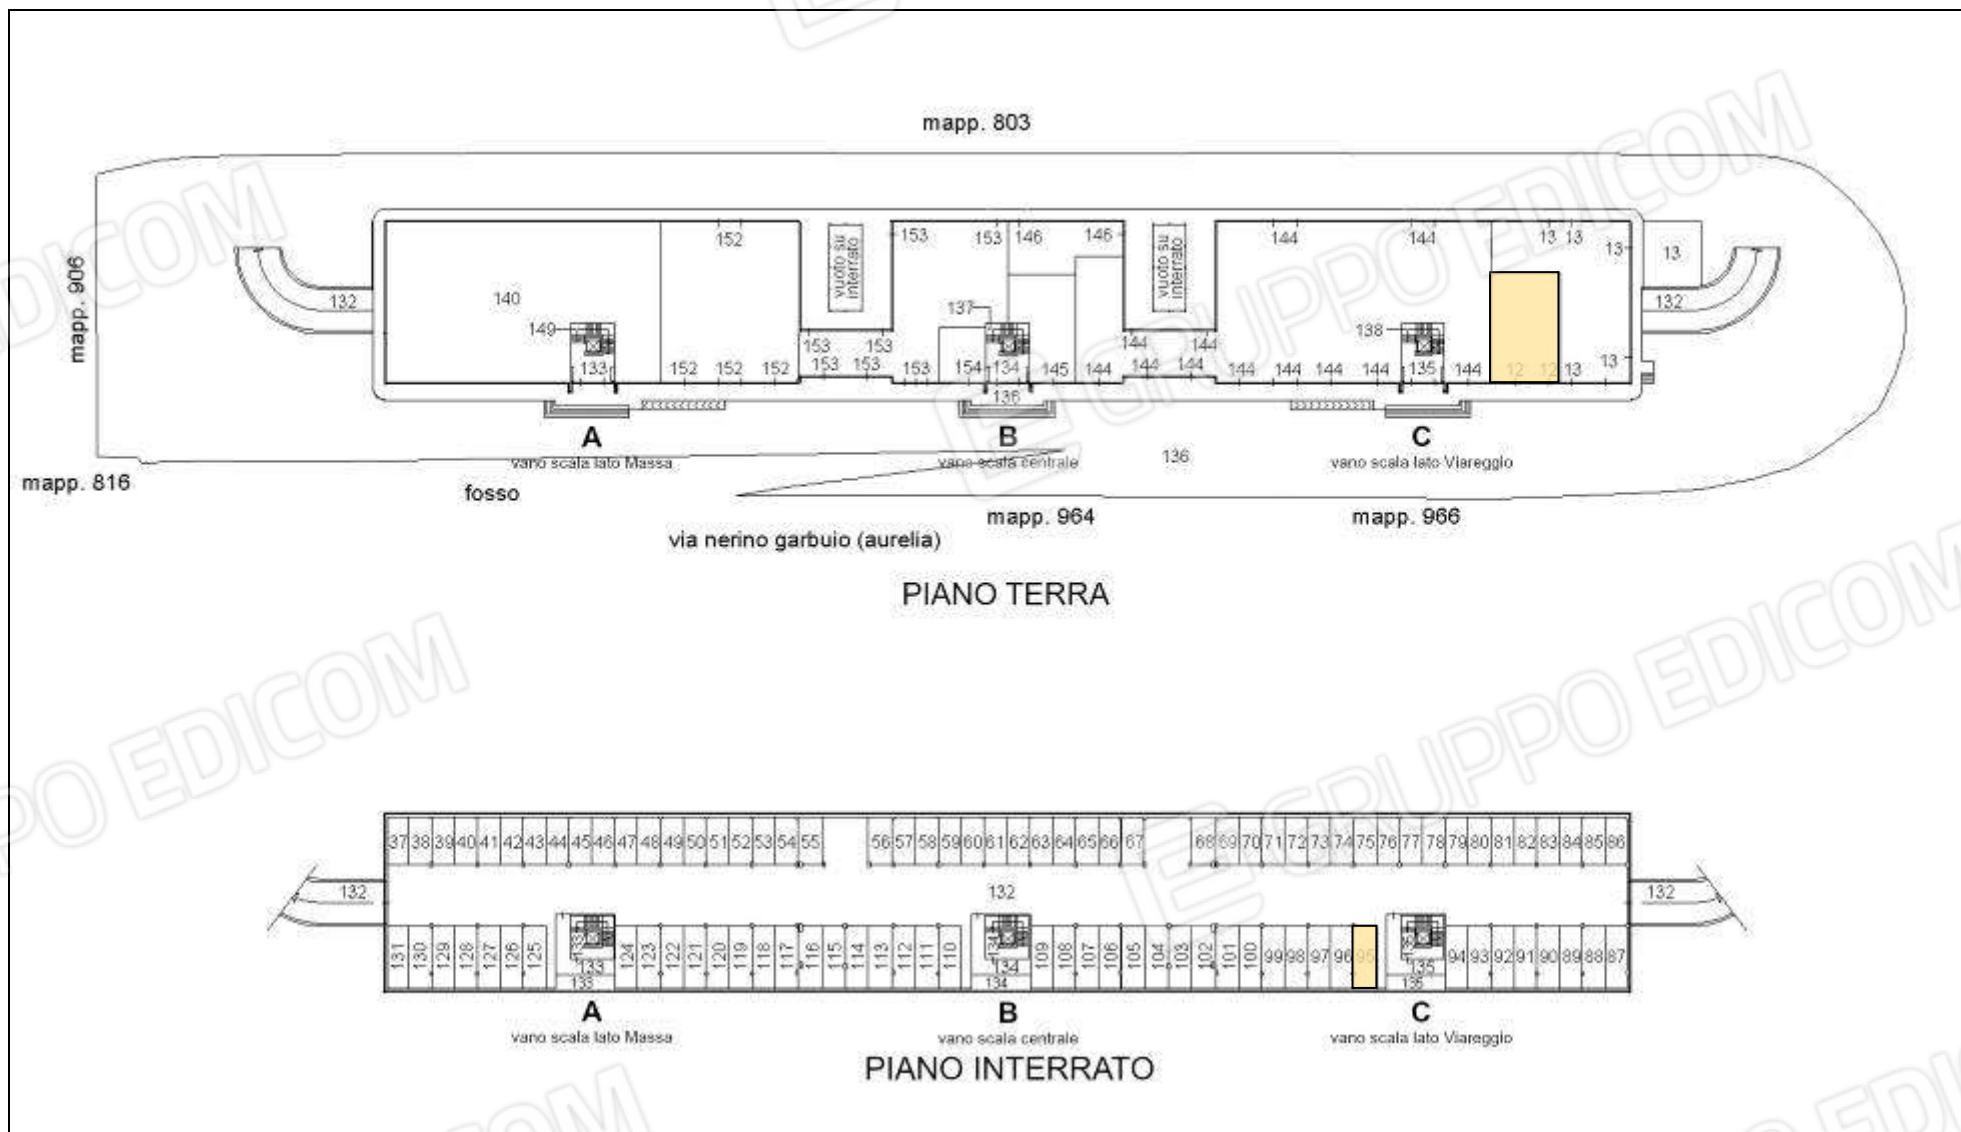 mapp. 803
152
153
153
146
146
144
144
13
13
13
13
vuoto su
interrato
vuoto su
interrato
mapp. 906
132
140
149
137
138
132
153
153
144
144
13
133
152
152
152
153
153
153
154
134
145
144
144
144
144
144
144
144
135
144
12
12
13
136
A
B
C
vano scala lato Massa
vano scala centrale
136
vano scala lato Viareggio
mapp. 816
fosso
mapp. 964
mapp. 966
via nerino garbuio (aurelia)
PIANO TERRA
37 38 39 40 41 42 43 44 45 46 47 48 49 50 51 52 53 54 55 56 57 58 59 60 61 62 63 64 65 66 67 68 69 70 71 72 73 74 75 76 77 78 79 80 81 82 83 84 85 86
132
132
132
131 130 129 128 127 126 125 133 124 123 122 121 120 119 118 117 116 115 114 113 112 111 110 134 109 108 107 106 105 104 103 102 101 100 99 98 97 96 95 135 94 93 92 91 90 89 88 87
133
134
135
133
134
135
A
B
C
vano scala lato Massa
vano scala centrale
vano scala lato Viareggio
PIANO INTERRATO
GRUPPO EDICOM
GRUPPO EDICOM